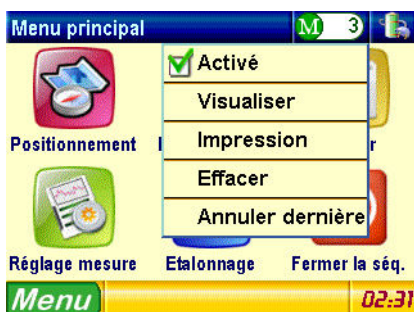 Menu principal M 3
Activé
Visualiser
Impression
Effacer
Annuler dernière
Positionnement
Réglage mesure Etalonnage Fermer la séq.
Menu 02:31